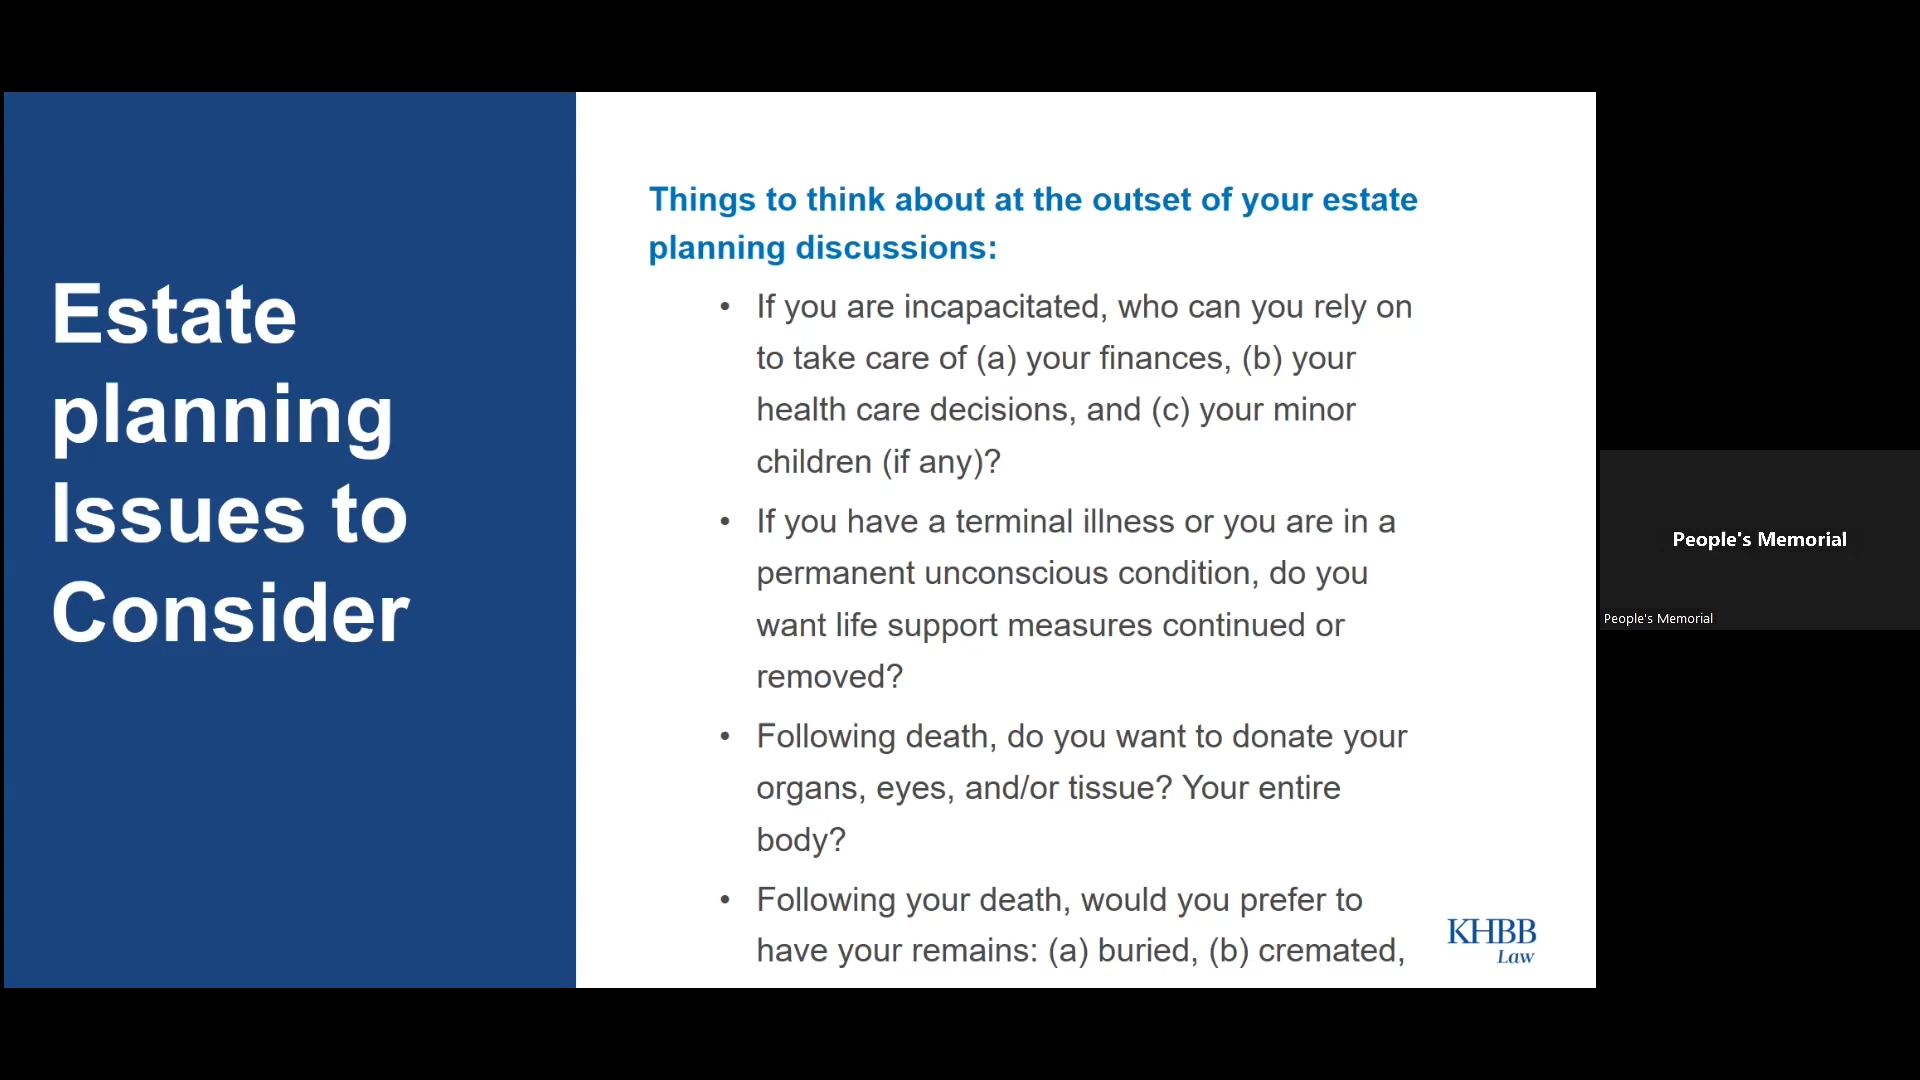 Estate
planning
Issues to
Consider
Things to think about at the outset of your estate
planning discussions:
• If you are incapacitated, who can you rely on
to take care of (a) your finances, (b) your
health care decisions, and (c) your minor
children (if any)?
• If you have a terminal illness or you are in a
permanent unconscious condition, do you
want life support measures continued or
removed?
• Following death, do you want to donate your
organs, eyes, and/or tissue? Your entire
body?
• Following your death, would you prefer to
have your remains: (a) buried, (b) cremated,
KHBB
Law
People's Memorial
People's Memorial